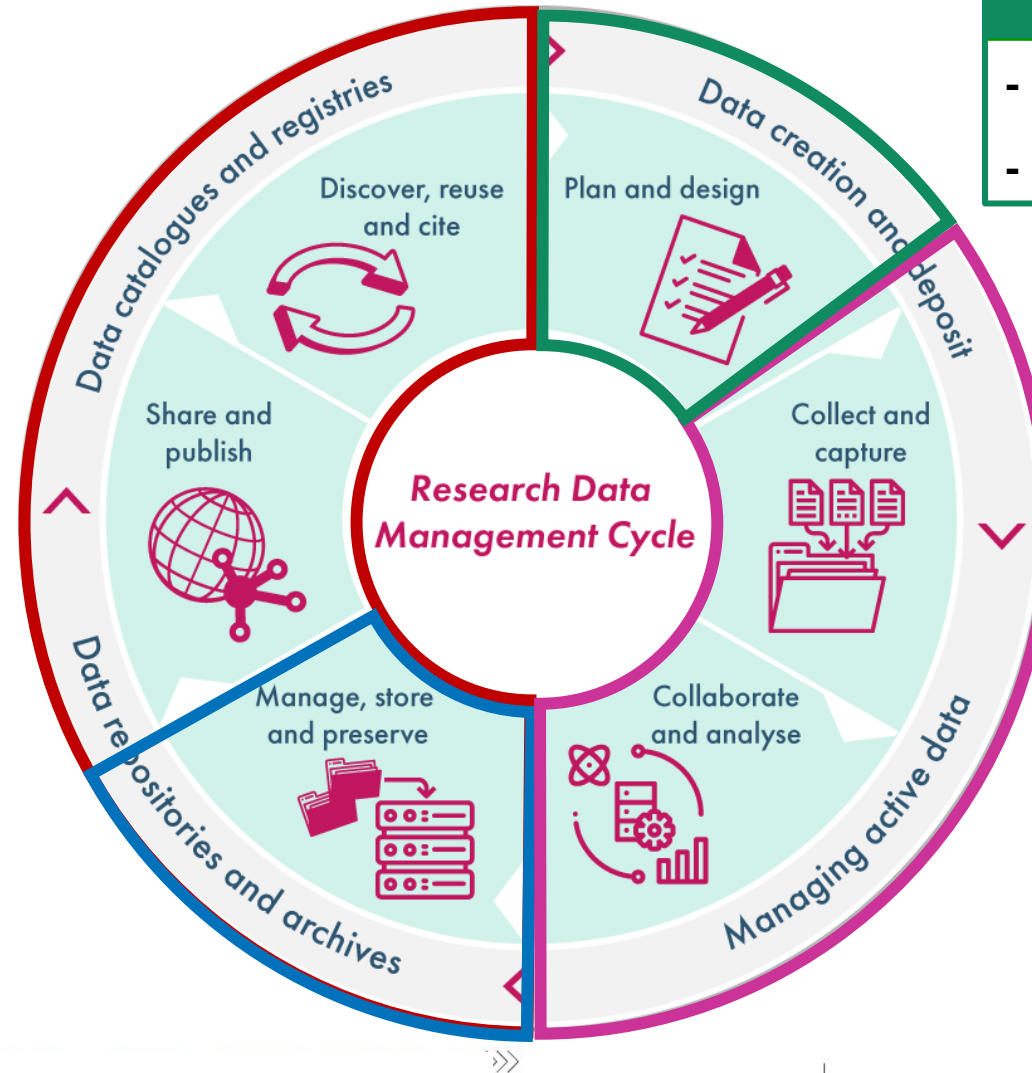 Data catalogues and registries
Data creation and deposit
Discover, reuse
and cite
Plan and design
Share and
publish
Collect and
capture
Research Data
Management Cycle
Manage, store
and preserve
Collaborate
and analyse
Data repositories and archives
Managing active data
-
-